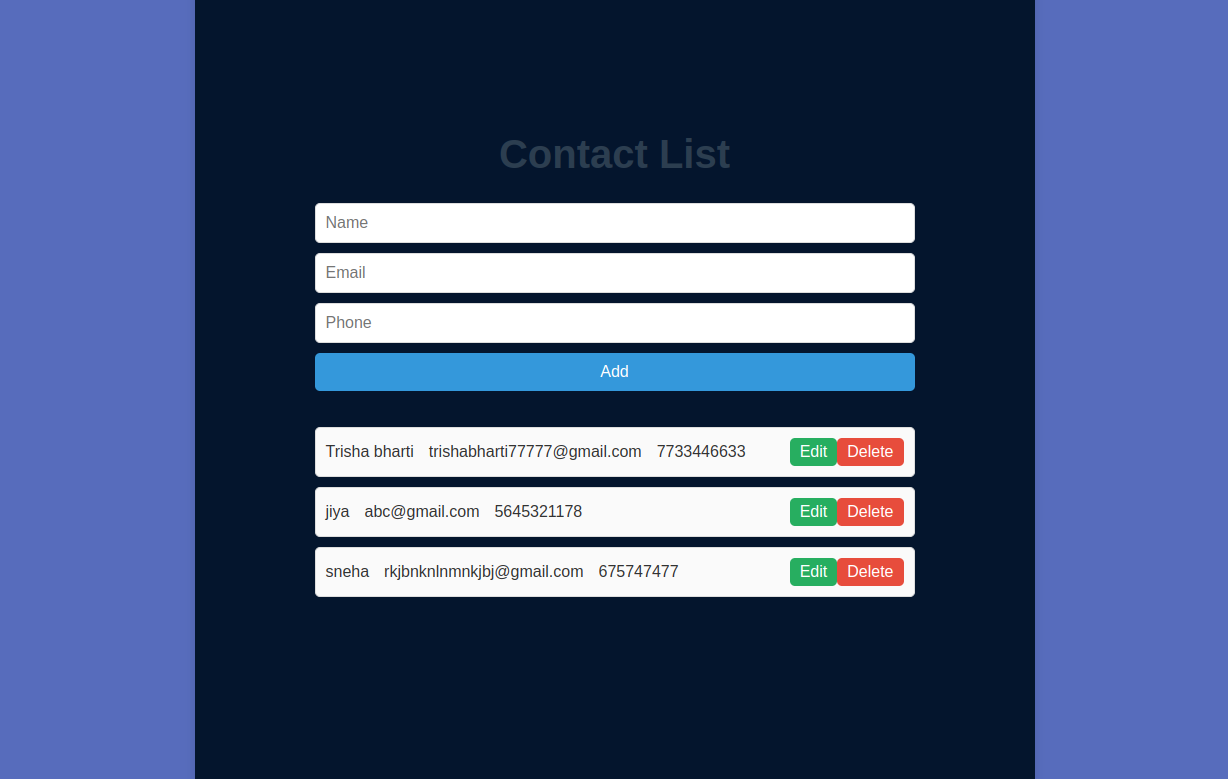 Contact List
Name
Email
Phone
Add
Trisha bharti trishabharti77777@gmail.com 7733446633 Edit Delete
jiya abc@gmail.com 5645321178 Edit Delete
sneha rkjbnknlnmnkjbj@gmail.com 675747477 Edit Delete